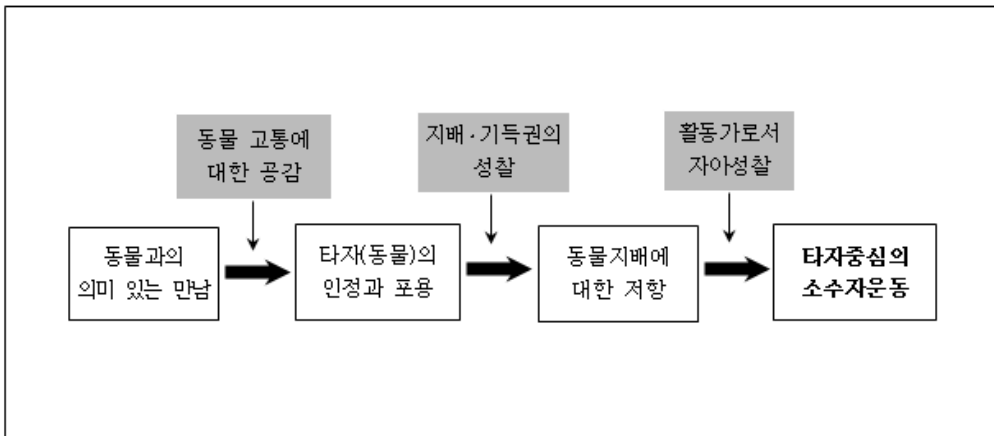 동물 고통에
대한 공감
지배·기득권의
성찰
활동가로서
자아성찰
동물과의
의미 있는 만남
타자(동물)의
인정과 포용
동물지배에
대한 저항
타자중심의
소수자운동